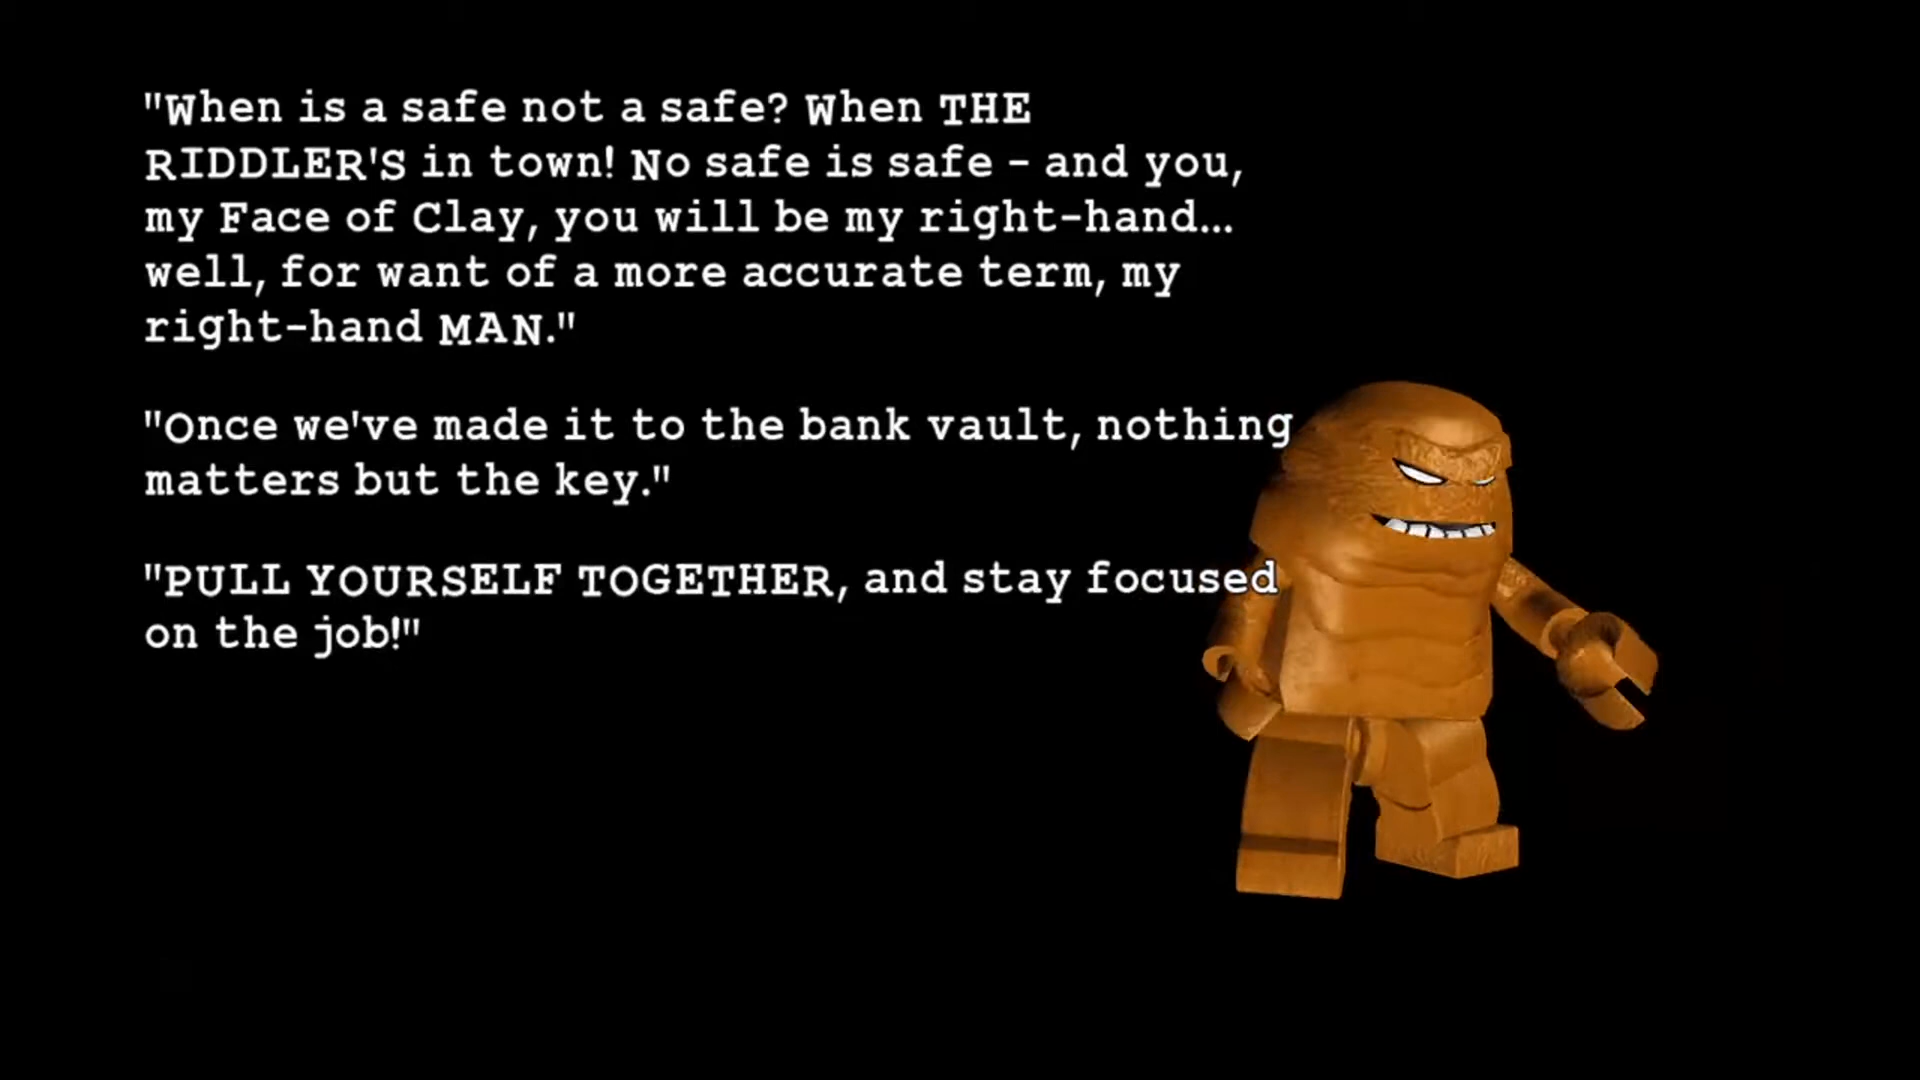 "When is a safe not a safe? When THE
RIDDLER'S in town! No safe is safe - and you,
my Face of Clay, you will be my right-hand...
well, for want of a more accurate term, my
right-hand MAN."
"Once we've made it to the bank vault, nothing
matters but the key."
"PULL YOURSELF TOGETHER, and stay focused
on the job!"